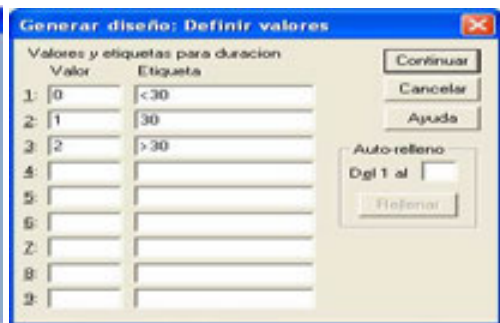 Generar diseño: Definir valores
Valores y etiquetas para duracion
Valor Etiqueta
1: 0 <30
2: 1 30
3: 2 >30
4:
5:
6:
7:
8:
9:
Continuar
Cancelar
Ayuda
Auto-relleno
Del 1 al
Rellenar